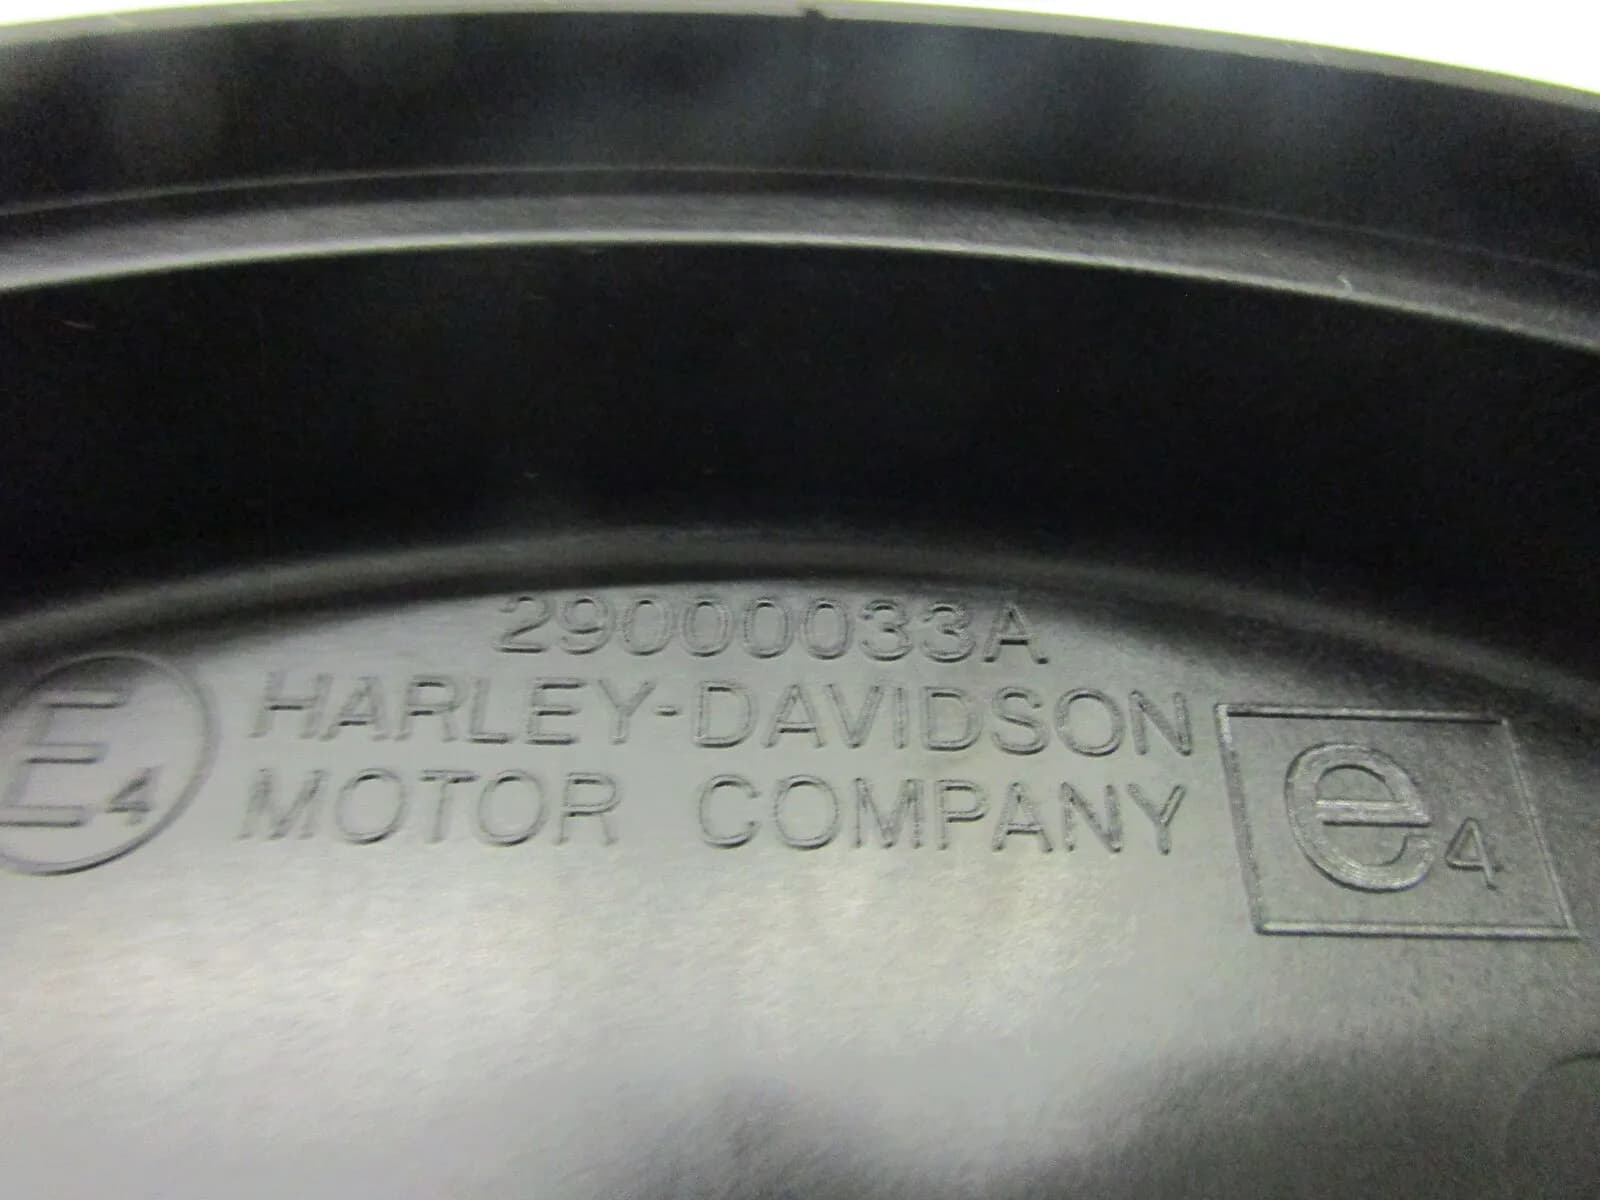 29000033A
HARLEY-DAVIDSON
MOTOR COMPANY
E4
e4